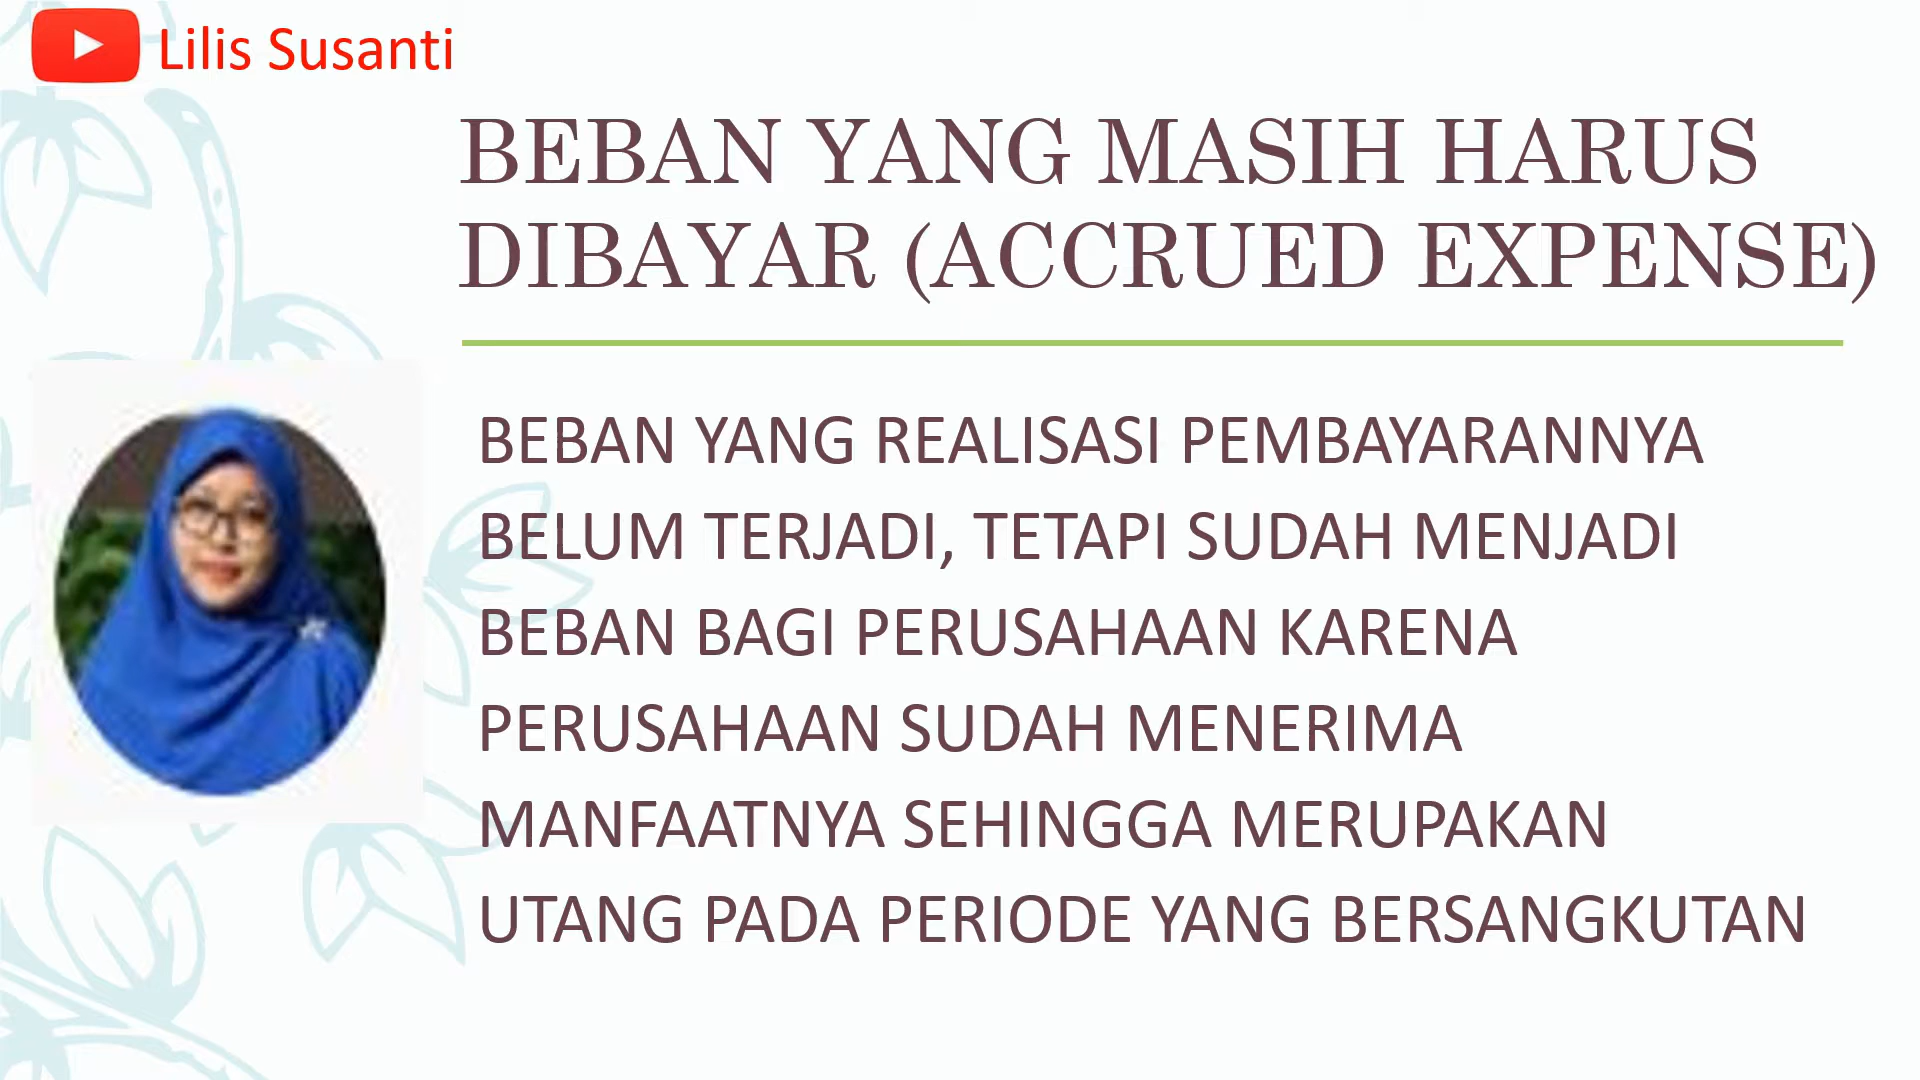 Lilis Susanti
BEBAN YANG MASIH HARUS
DIBAYAR (ACCRUED EXPENSE)
BEBAN YANG REALISASI PEMBAYARANNYA
BELUM TERJADI, TETAPI SUDAH MENJADI
BEBAN BAGI PERUSAHAAN KARENA
PERUSAHAAN SUDAH MENERIMA
MANFAATNYA SEHINGGA MERUPAKAN
UTANG PADA PERIODE YANG BERSANGKUTAN